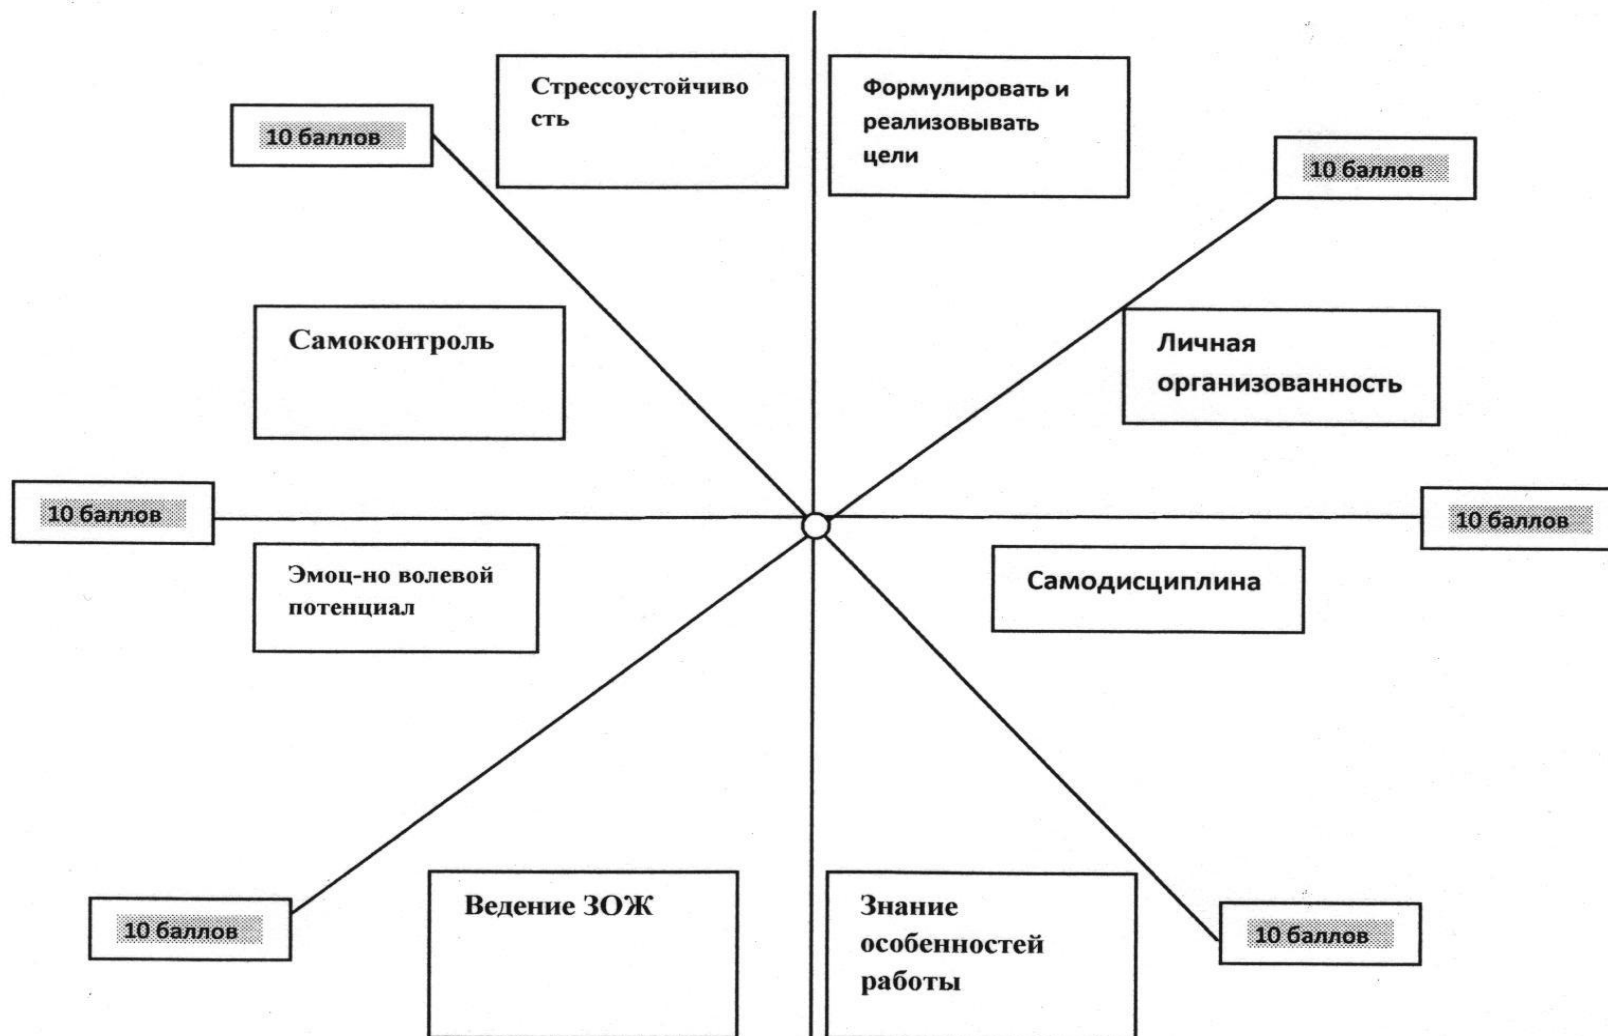 Стрессоустойчиво
сть
Формулировать и
реализовывать
цели
10 баллов
10 баллов
Самоконтроль
Личная
организованность
10 баллов
10 баллов
Эмоц-но волевой
потенциал
Самодисциплина
Ведение ЗОЖ
Знание
особенностей
работы
10 баллов
10 баллов